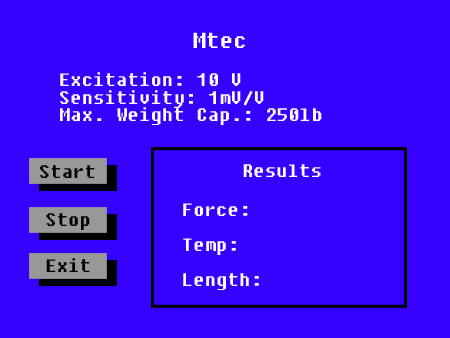 Mtec
Excitation: 10 V
Sensitivity: 1mV/V
Max. Weight Cap.: 250lb
Start
Stop
Exit
Results
Force:
Temp:
Length: